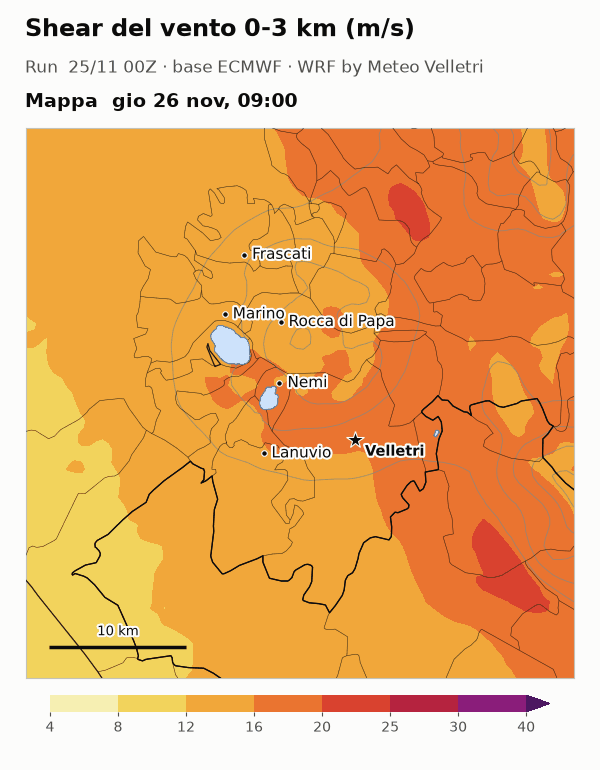 Shear del vento 0-3 km (m/s)
Run  25/11 00Z · base ECMWF · WRF by Meteo Velletri
Mappa  gio 26 nov, 09:00
Frascati
Marino
Rocca di Papa
Nemi
Velletri
Lanuvio
10 km
4 8 12 16 20 25 30 40